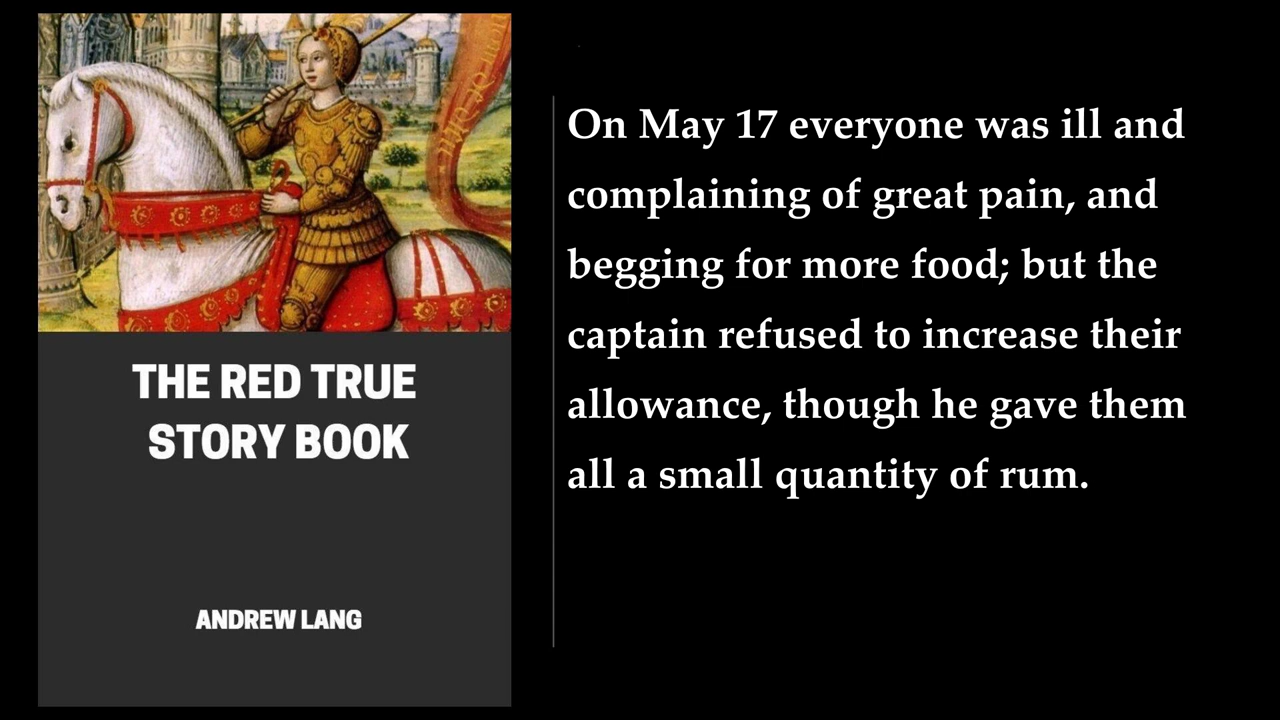 THE RED TRUE
STORY BOOK
ANDREW LANG
On May 17 everyone was ill and
complaining of great pain, and
begging for more food; but the
captain refused to increase their
allowance, though he gave them
all a small quantity of rum.